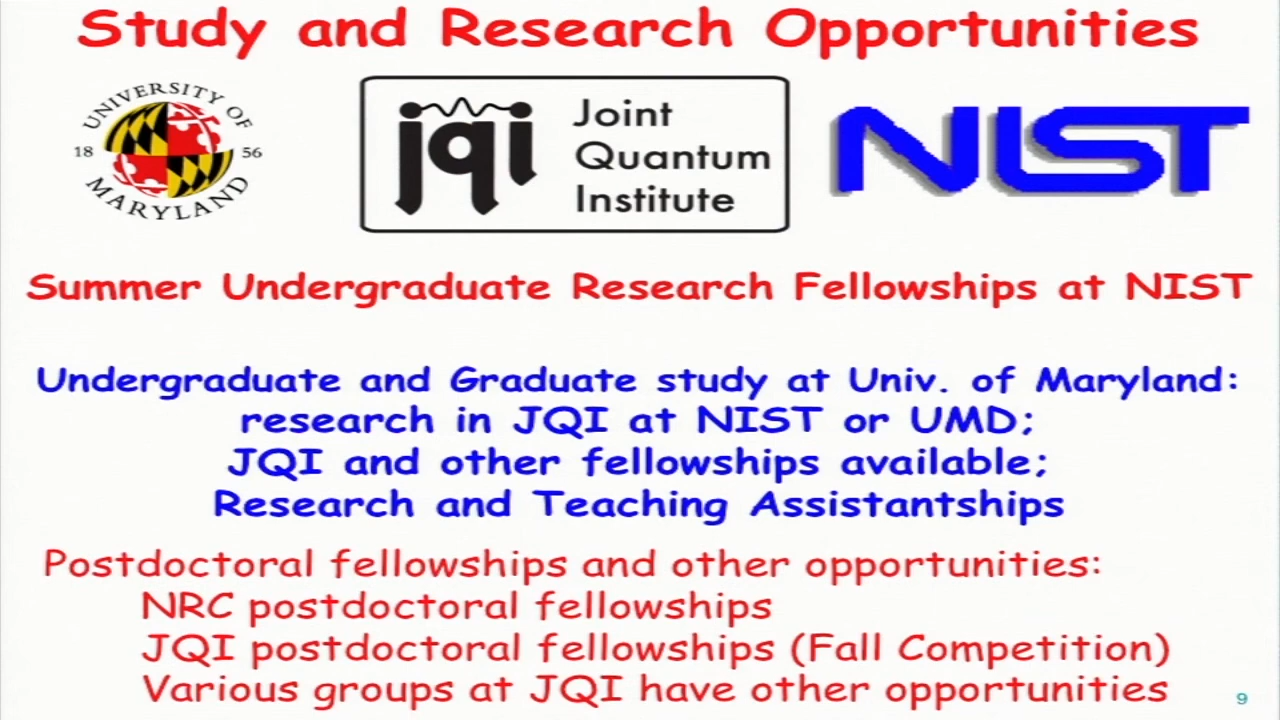 Study and Research Opportunities
UNIVERSITY OF
18 56
MARYLAND
jqi
Joint
Quantum
Institute
NIST
Summer Undergraduate Research Fellowships at NIST
Undergraduate and Graduate study at Univ. of Maryland:
research in JQI at NIST or UMD;
JQI and other fellowships available;
Research and Teaching Assistantships
Postdoctoral fellowships and other opportunities:
NRC postdoctoral fellowships
JQI postdoctoral fellowships (Fall Competition)
Various groups at JQI have other opportunities
9